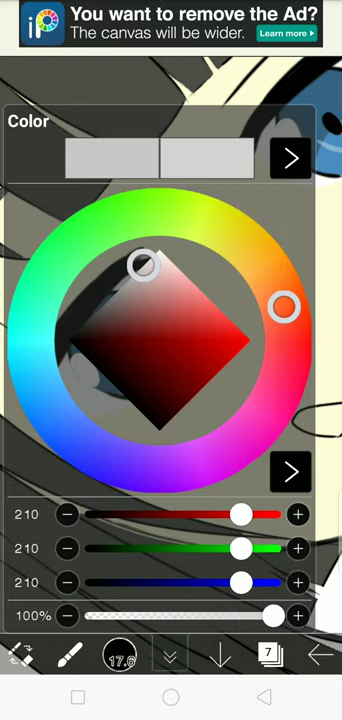 iP
You want to remove the Ad?
The canvas will be wider.
Learn more
Color
210
210
210
100%
17.6
7